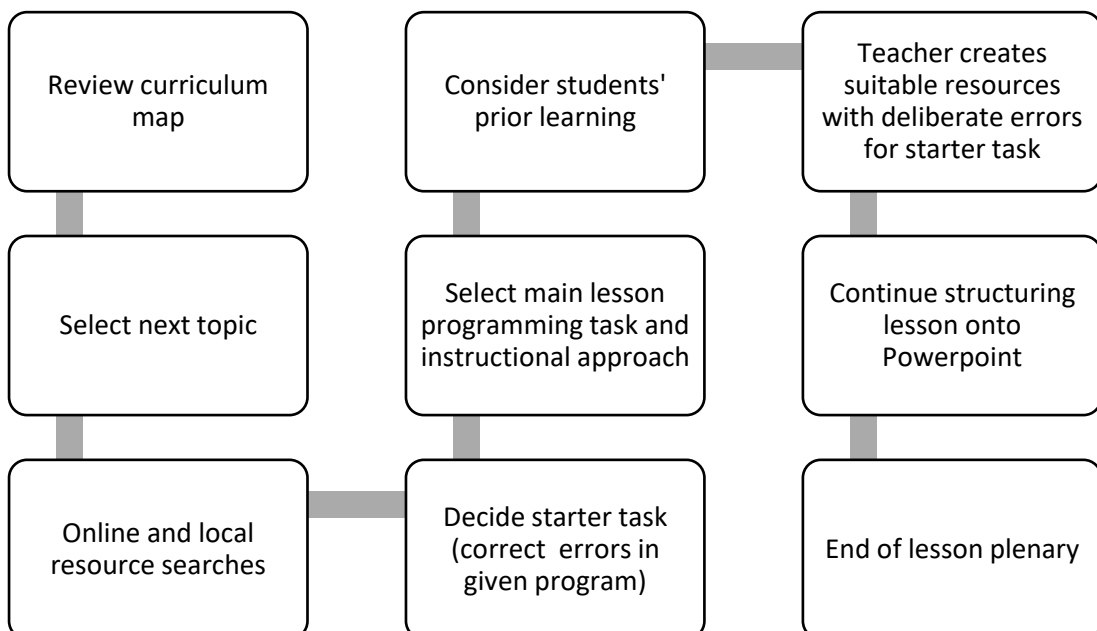 Review curriculum
map
Select next topic
Online and local
resource searches
Decide starter task
(correct  errors in
given program)
Select main lesson
programming task and
instructional approach
Consider students'
prior learning
Teacher creates
suitable resources
with deliberate errors
for starter task
Continue structuring
lesson onto
Powerpoint
End of lesson plenary